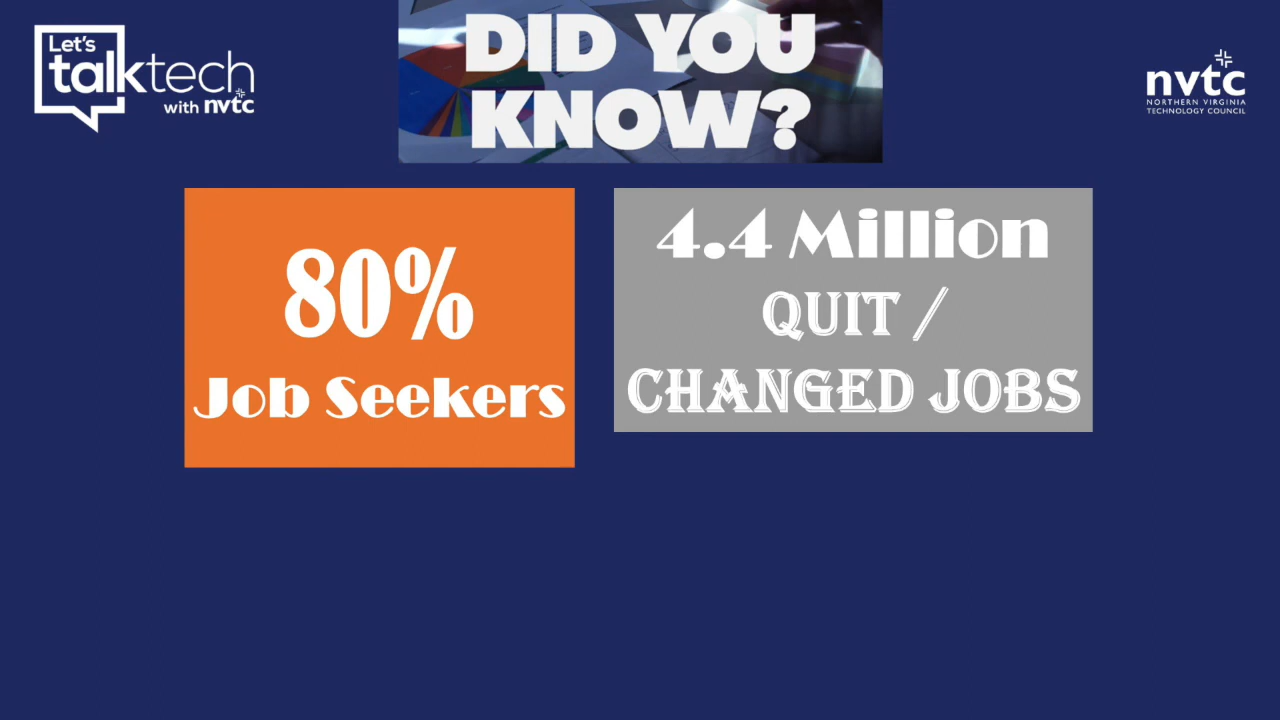 Let's
talktech
with nvtc
DID YOU
KNOW?
nvtc
NORTHERN VIRGINIA
TECHNOLOGY COUNCIL
80%
Job Seekers
4.4 Million
QUIT /
CHANGED JOBS